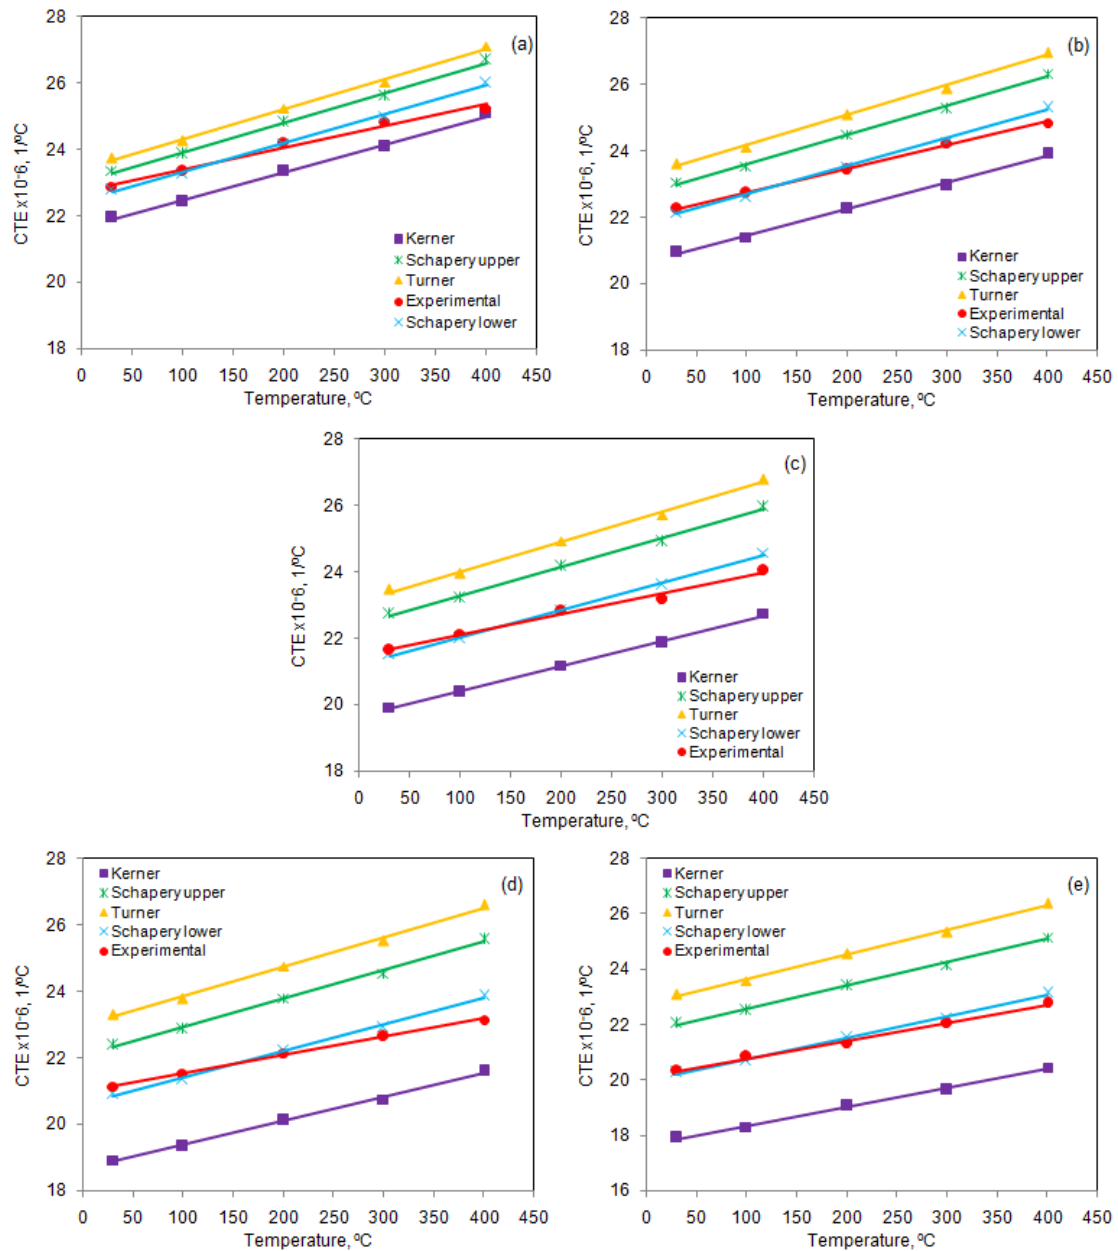 28
26
24
22
20
18
CTE x10-6, 1/ºC
(a)
Kerner
Schapery upper
Turner
Experimental
Schapery lower
0 50 100 150 200 250 300 350 400 450
Temperature, ºC
28
26
24
22
20
18
CTE x10-6, 1/ºC
(b)
Kerner
Schapery upper
Turner
Experimental
Schapery lower
0 50 100 150 200 250 300 350 400 450
Temperature, ºC
28
26
24
22
20
18
CTE x10-6, 1/ºC
(c)
Kerner
Schapery upper
Turner
Schapery lower
Experimental
0 50 100 150 200 250 300 350 400 450
Temperature, ºC
28
26
24
22
20
18
CTE x10-6, 1/ºC
Kerner
Schapery upper
Turner
Schapery lower
Experimental
(d)
0 50 100 150 200 250 300 350 400 450
Temperature, ºC
28
26
24
22
20
18
16
CTE x10-6, 1/ºC
Kerner
Schapery upper
Turner
Schapery lower
Experimental
(e)
0 50 100 150 200 250 300 350 400 450
Temperature, ºC